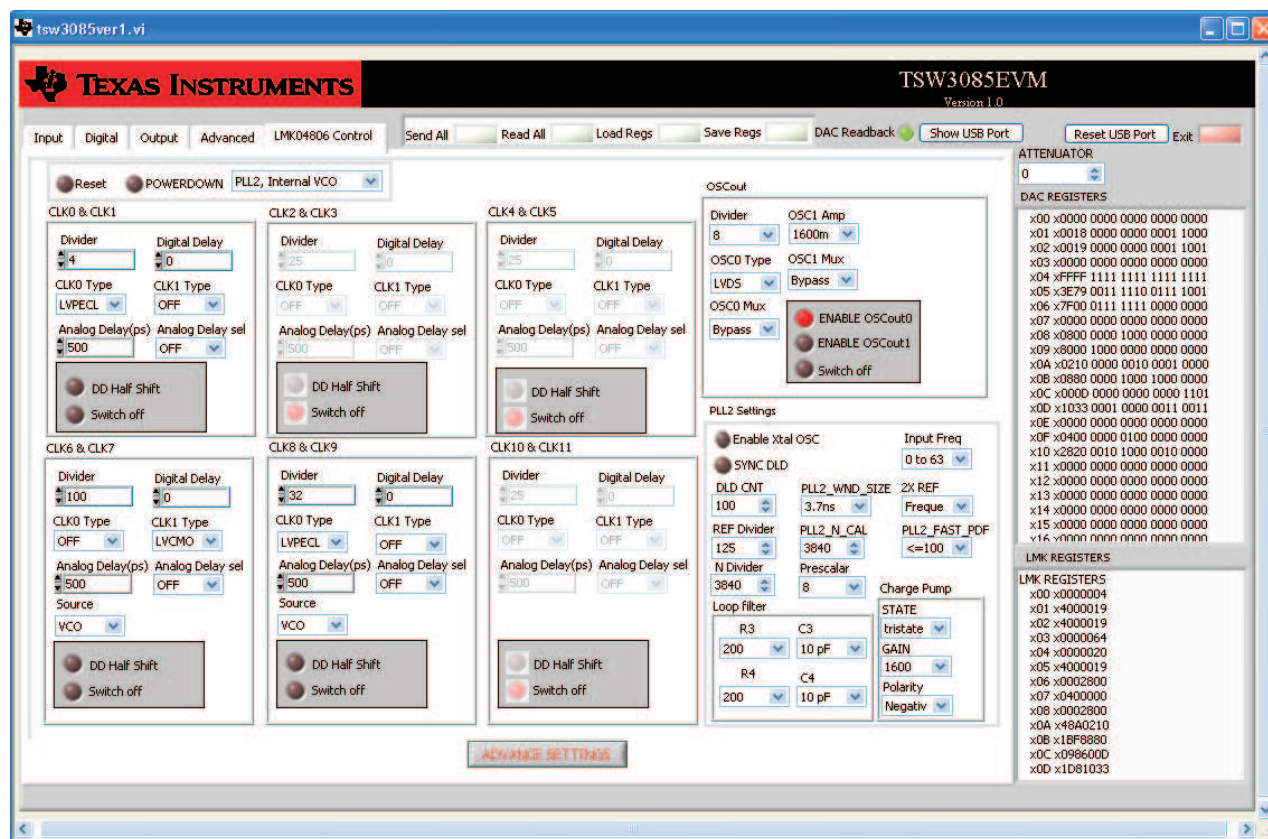 tsw3085ver1.vi
TEXAS INSTRUMENTS
TSW3085EVM
Version 1.0
Input Digital Output Advanced LMK04806 Control
Send All Read All Load Regs Save Regs DAC Readback Show USB Port Reset USB Port Exit
Reset POWERDOWN PLL2, Internal VCO
CLK0 & CLK1
Divider Digital Delay
4 0
CLK0 Type CLK1 Type
LVPECL OFF
Analog Delay(ps) Analog Delay sel
500 OFF
DD Half Shift
Switch off
CLK2 & CLK3
Divider Digital Delay
25 0
CLK0 Type CLK1 Type
OFF OFF
Analog Delay(ps) Analog Delay sel
500 OFF
DD Half Shift
Switch off
CLK4 & CLK5
Divider Digital Delay
25 0
CLK0 Type CLK1 Type
OFF OFF
Analog Delay(ps) Analog Delay sel
500 OFF
DD Half Shift
Switch off
CLK6 & CLK7
Divider Digital Delay
100 0
CLK0 Type CLK1 Type
OFF LVCMO
Analog Delay(ps) Analog Delay sel
500 OFF
Source
VCO
DD Half Shift
Switch off
CLK8 & CLK9
Divider Digital Delay
32 0
CLK0 Type CLK1 Type
LVPECL OFF
Analog Delay(ps) Analog Delay sel
500 OFF
Source
VCO
DD Half Shift
Switch off
CLK10 & CLK11
Divider Digital Delay
25 0
CLK0 Type CLK1 Type
OFF OFF
Analog Delay(ps) Analog Delay sel
500 OFF
DD Half Shift
Switch off
ADVANCE SETTINGS
OSCout
Divider OSC1 Amp
8 1600m
OSC0 Type OSC1 Mux
LVDS Bypass
OSC0 Mux
Bypass
ENABLE OSCout0
ENABLE OSCout1
Switch off
PLL2 Settings
Enable Xtal OSC Input Freq
SYNC DLD 0 to 63
DLD CNT PLL2_WND_SIZE 2X REF
100 3.7ns Freque
REF Divider PLL2_N_CAL PLL2_FAST_PDF
125 3840 <=100
N Divider Prescalar
3840 8
Loop filter
R3 C3
200 10 pF
R4 C4
200 10 pF
Charge Pump
STATE
tristate
GAIN
1600
Polarity
Negativ
ATTENUATOR
0
DAC REGISTERS
x00 x0000 0000 0000 0000 0000
x01 x0018 0000 0000 0001 1000
x02 x0019 0000 0000 0001 1001
x03 x0000 0000 0000 0000 0000
x04 xFFFF 1111 1111 1111 1111
x05 x3E79 0011 1110 0111 1001
x06 x7F00 0111 1111 0000 0000
x07 x0000 0000 0000 0000 0000
x08 x0800 0000 1000 0000 0000
x09 x8000 1000 0000 0000 0000
x0A x0210 0000 0010 0001 0000
x0B x0880 0000 1000 1000 0000
x0C x000D 0000 0000 0000 1101
x0D x1033 0001 0000 0011 0011
x0E x0000 0000 0000 0000 0000
x0F x0400 0000 0100 0000 0000
x10 x2820 0010 1000 0010 0000
x11 x0000 0000 0000 0000 0000
x12 x0000 0000 0000 0000 0000
x13 x0000 0000 0000 0000 0000
x14 x0000 0000 0000 0000 0000
x15 x0000 0000 0000 0000 0000
x16 x0000 0000 0000 0000 0000
LMK REGISTERS
LMK REGISTERS
x00 x0000004
x01 x4000019
x02 x4000019
x03 x0000064
x04 x0000020
x05 x4000019
x06 x0002800
x07 x0400000
x08 x0002800
x0A x48A0210
x0B x1BF8880
x0C x098600D
x0D x1D81033